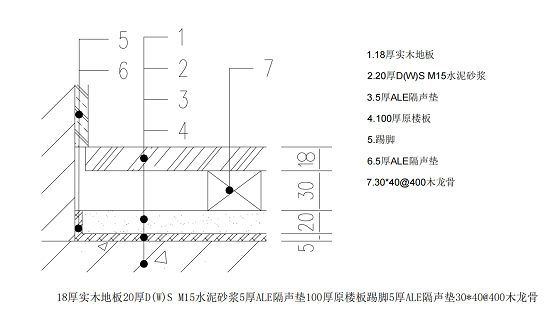 5
6
1
2
3
4
7
18
30
20
5
1.18厚实木地板
2.20厚D(W)S M15水泥砂浆
3.5厚ALE隔声垫
4.100厚原楼板
5.踢脚
6.5厚ALE隔声垫
7.30*40@400木龙骨
18厚实木地板20厚D(W)S M15水泥砂浆5厚ALE隔声垫100厚原楼板踢脚5厚ALE隔声垫30*40@400木龙骨